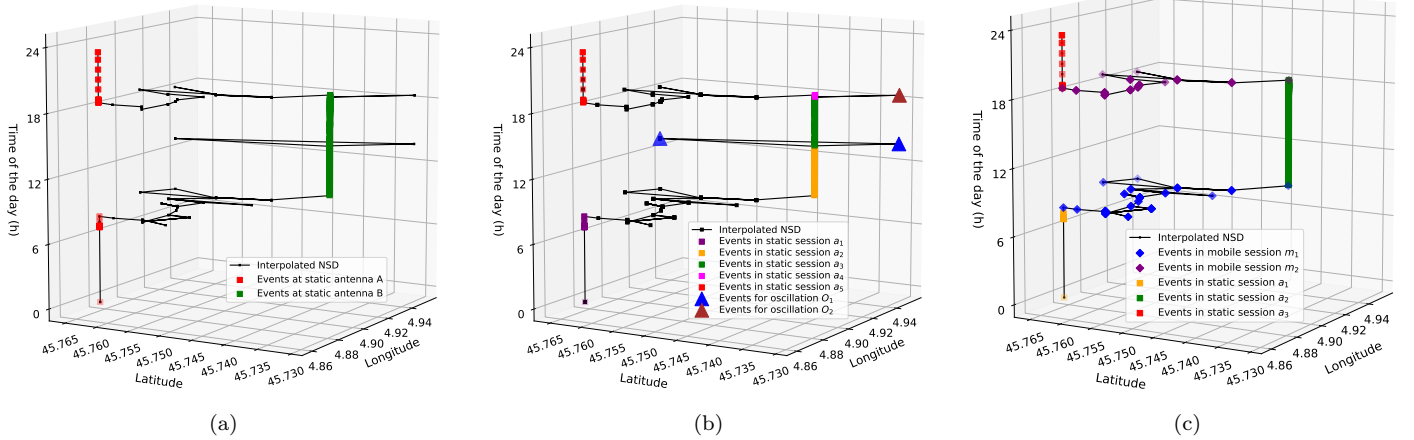 24
18
12
6
0
Time of the day (h)
45.765
45.760
45.755
45.750
45.745
45.740
45.735
45.730
Latitude
4.86
4.88
4.90
4.92
4.94
Longitude
Interpolated NSD
Events at static antenna A
Events at static antenna B
(a)
24
18
12
6
0
Time of the day (h)
45.765
45.760
45.755
45.750
45.745
45.740
45.735
45.730
Latitude
4.86
4.88
4.90
4.92
4.94
Longitude
Interpolated NSD
Events in static session a₁
Events in static session a₂
Events in static session a₃
Events in static session a₄
Events in static session a₅
Events for oscillation O₁
Events for oscillation O₂
(b)
24
18
12
6
0
Time of the day (h)
45.765
45.760
45.755
45.750
45.745
45.740
45.735
45.730
Latitude
4.86
4.88
4.90
4.92
4.94
Longitude
Interpolated NSD
Events in mobile session m₁
Events in mobile session m₂
Events in static session a₁
Events in static session a₂
Events in static session a₃
(c)